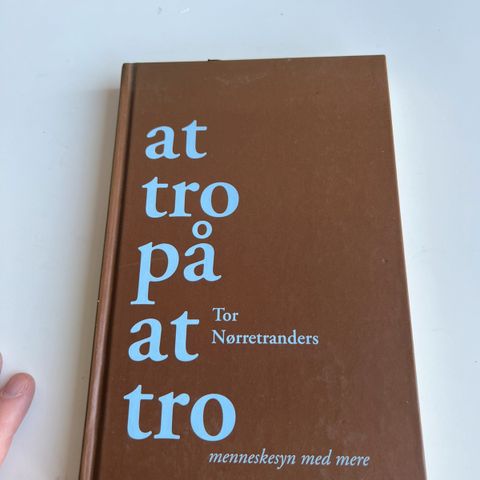 at
tro
på
at
tro
Tor
Nørretranders
menneskesyn med mere